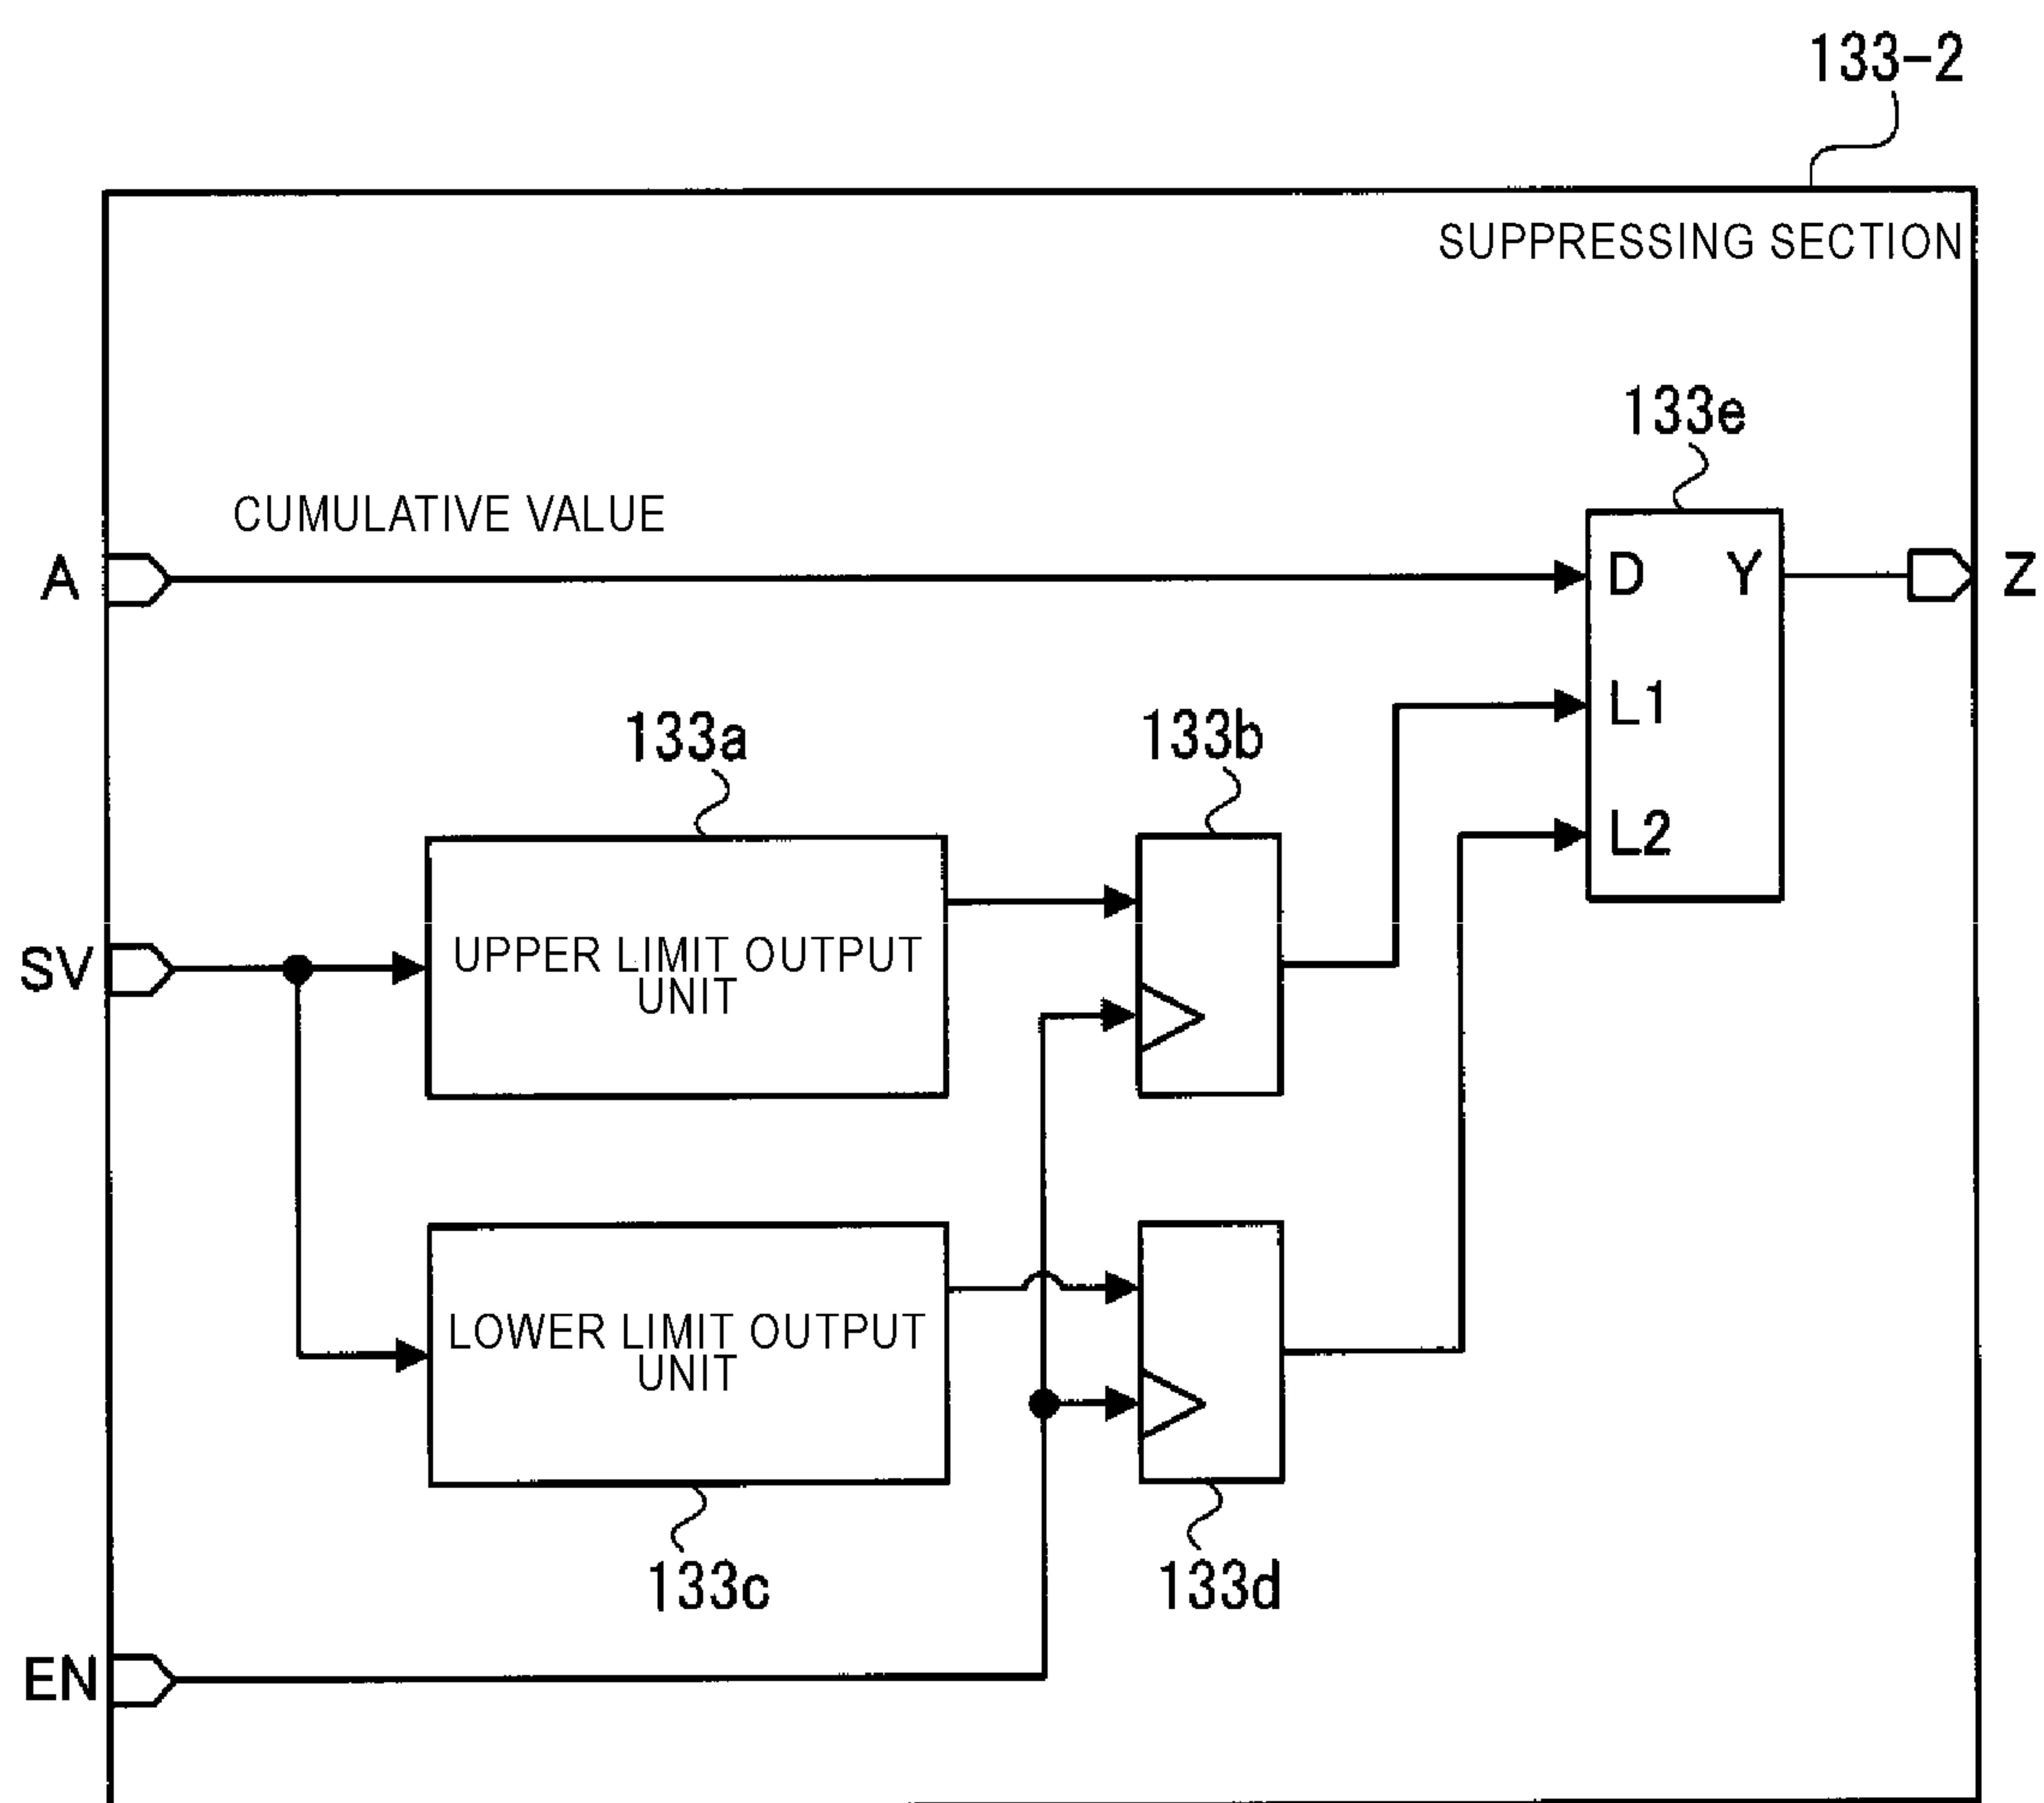 133-2
SUPPRESSING SECTION
133e
CUMULATIVE VALUE
A
D
Y
Z
L1
133a
133b
L2
UPPER LIMIT OUTPUT
UNIT
SV
LOWER LIMIT OUTPUT
UNIT
133c
133d
EN